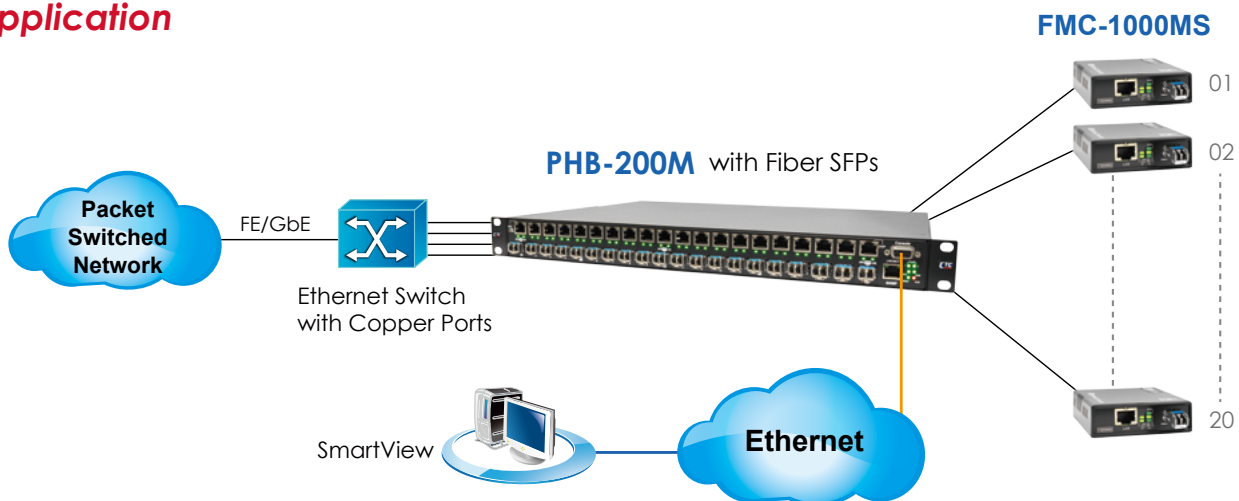 pplication
FMC-1000MS
01
02
PHB-200M with Fiber SFPs
Packet
Switched
Network
FE/GbE
Ethernet Switch
with Copper Ports
SmartView
Ethernet
20
CTC